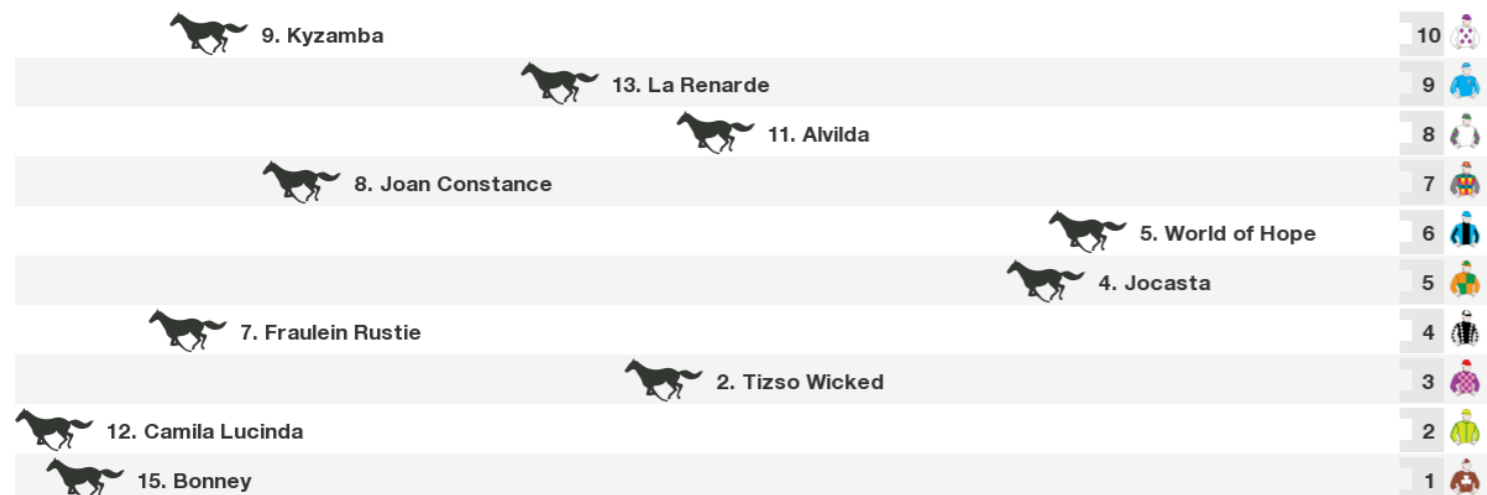 9. Kyzamba 10
13. La Renarde 9
11. Alvilda 8
8. Joan Constance 7
5. World of Hope 6
4. Jocasta 5
7. Fraulein Rustie 4
2. Tizso Wicked 3
12. Camila Lucinda 2
15. Bonney 1